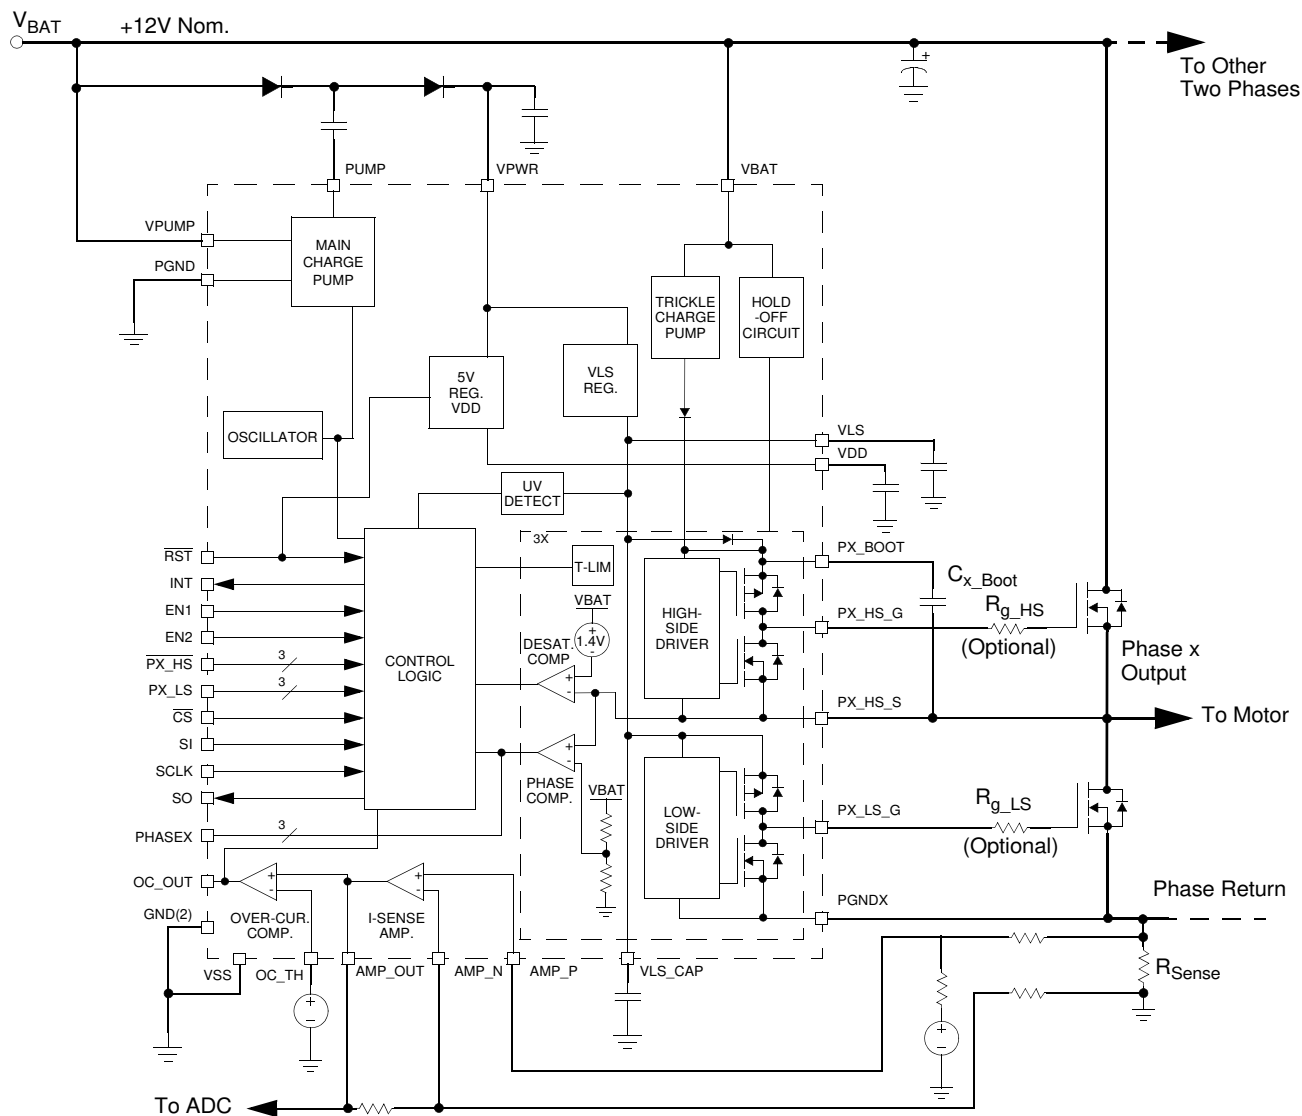 VBAT
+12V Nom.
To Other
Two Phases
PUMP
VPWR
VBAT
VPUMP
PGND
MAIN
CHARGE
PUMP
TRICKLE
CHARGE
PUMP
HOLD
-OFF
CIRCUIT
5V
REG.
VDD
VLS
REG.
OSCILLATOR
VLS
VDD
UV
DETECT
3X
T-LIM
RST
INT
EN1
EN2
PX_HS
3
PX_LS
3
CS
SI
SCLK
SO
PHASEX
3
OC_OUT
GND(2)
CONTROL
LOGIC
VBAT
+
1.4V
-
DESAT.
COMP
+
-
HIGH-
SIDE
DRIVER
PX_BOOT
Cx_Boot
PX_HS_G
Rg_HS
(Optional)
Phase x
Output
PX_HS_S
To Motor
+
-
PHASE
COMP.
VBAT
LOW-
SIDE
DRIVER
PX_LS_G
Rg_LS
(Optional)
PGNDX
Phase Return
+
-
OVER-CUR.
COMP.
+
-
I-SENSE
AMP.
VSS
OC_TH
AMP_OUT
AMP_N
AMP_P
VLS_CAP
RSense
+
-
+
-
+
To ADC